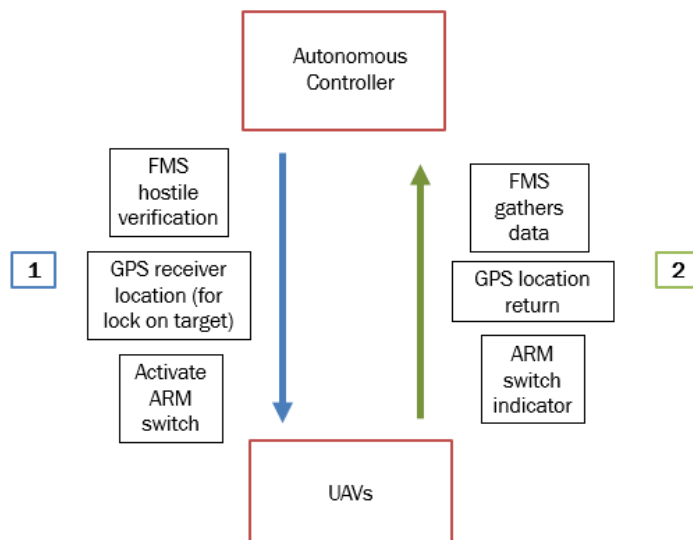 Autonomous
Controller
FMS
hostile
verification
FMS
gathers
data
1
GPS receiver
location (for
lock on target)
GPS location
return
2
Activate
ARM
switch
ARM
switch
indicator
UAVs